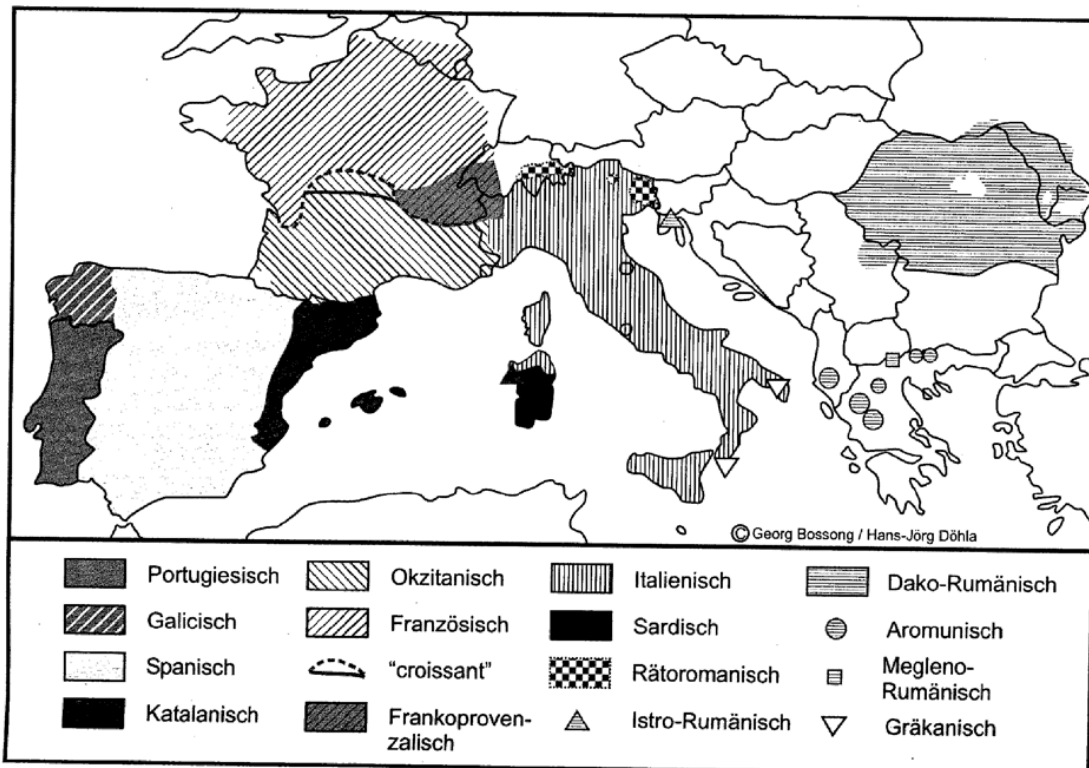 © Georg Bossong / Hans-Jörg Döhla
Portugiesisch
Galicisch
Spanisch
Katalanisch
Okzitanisch
Französisch
"croissant"
Frankoproven-
zalisch
Italienisch
Sardisch
Rätoromanisch
Istro-Rumänisch
Dako-Rumänisch
Aromunisch
Megleno-
Rumänisch
Gräkanisch